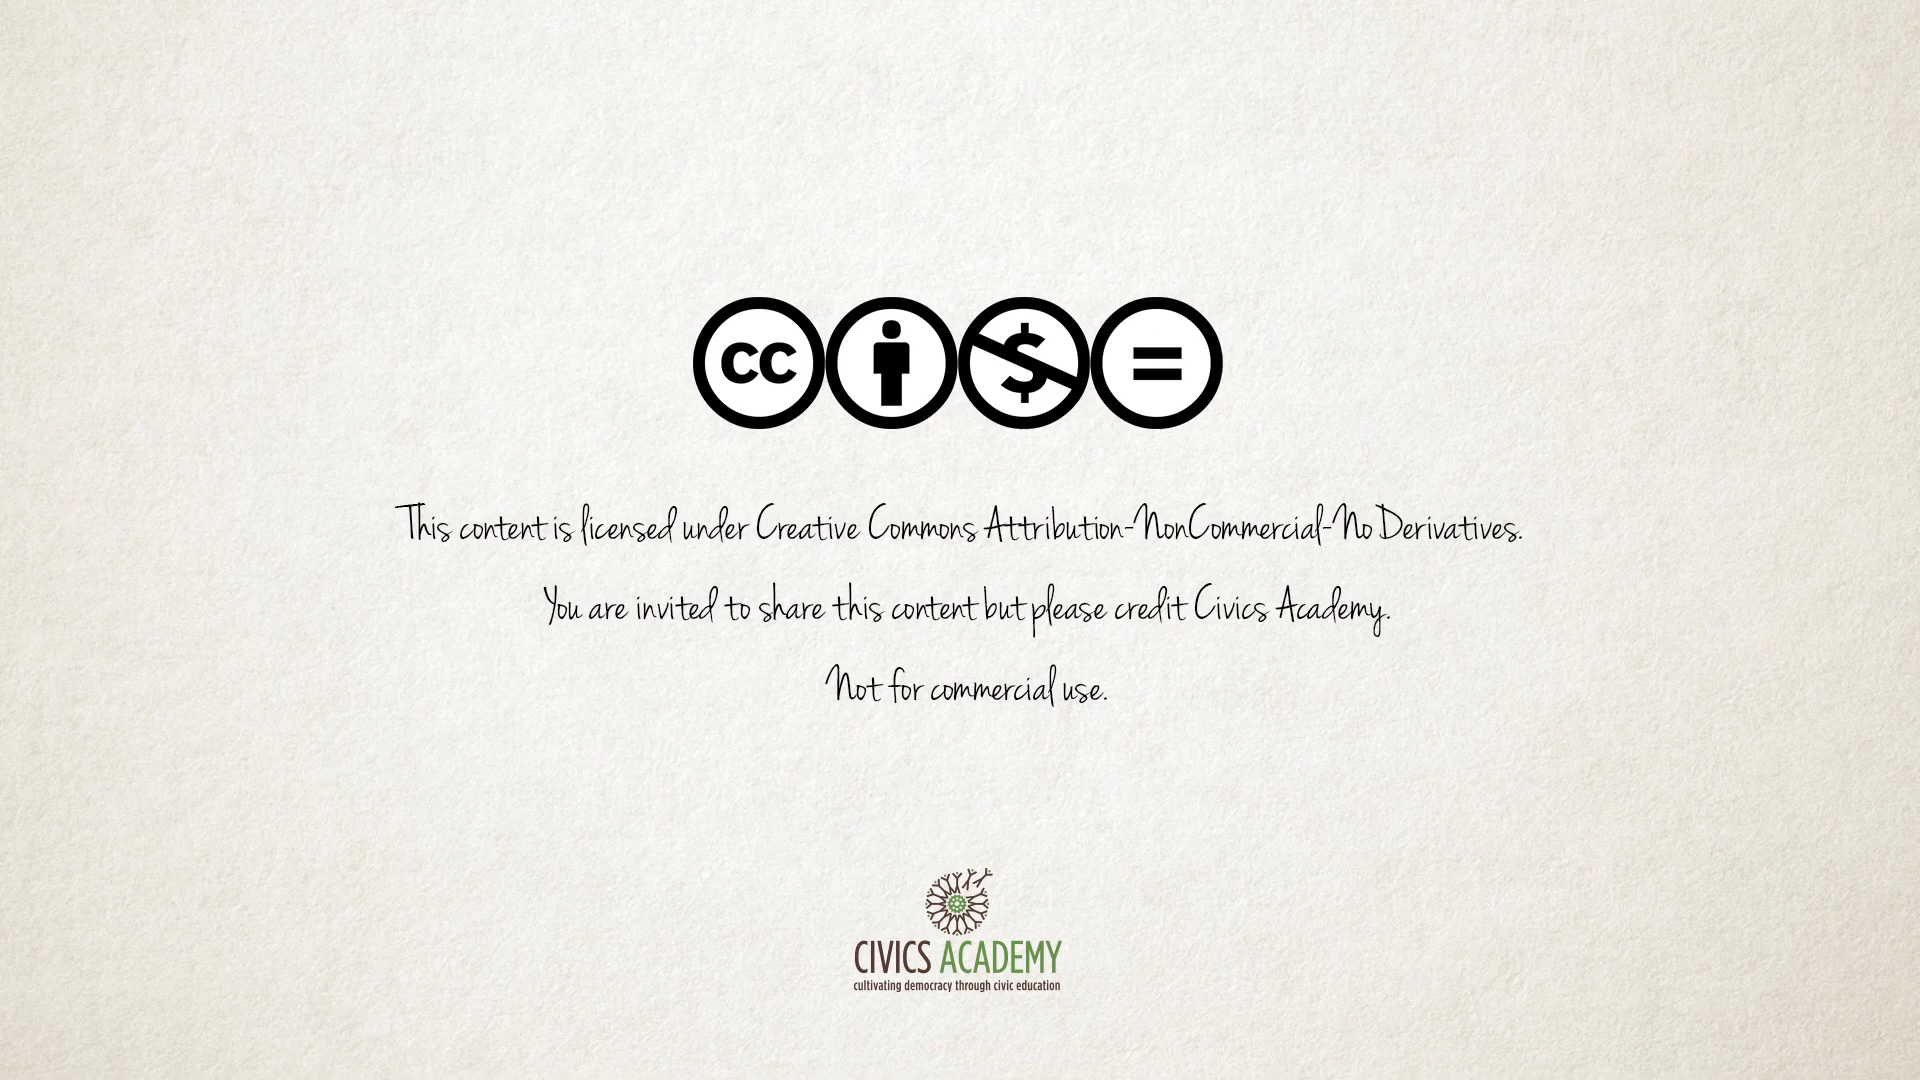 cc $ =
This content is licensed under Creative Commons Attribution-NonCommercial-No Derivatives.
You are invited to share this content but please credit Civics Academy.
Not for commercial use.
CIVICS ACADEMY
cultivating democracy through civic education